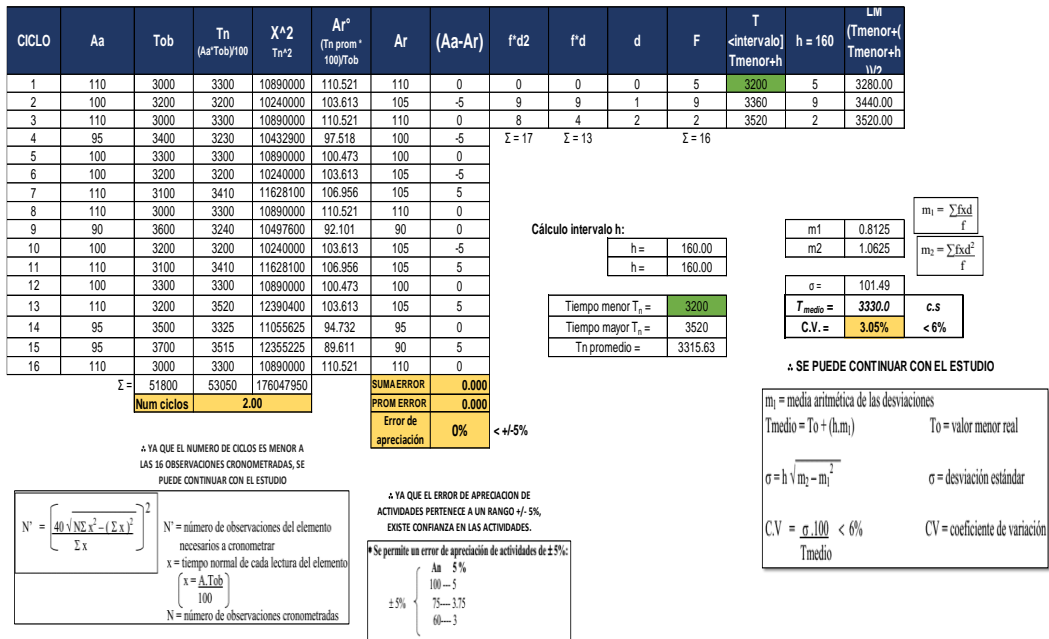 CICLO Aa Tob Tn (Aa*Tob)/100 X^2 Tn^2 Ar° (Tn prom * 100)/Tob Ar (Aa-Ar) f*d2 f*d d F T <intervalo] Tmenor+h h = 160 LM (Tmenor+( Tmenor+h ))/2
1 110 3000 3300 10890000 110.521 110 0 0 0 0 5 3200 5 3280.00
2 100 3200 3200 10240000 103.613 105 -5 9 9 1 9 3360 9 3440.00
3 110 3000 3300 10890000 110.521 110 0 8 4 2 2 3520 2 3520.00
4 95 3400 3230 10432900 97.518 100 -5 Σ = 17 Σ = 13 Σ = 16
5 100 3300 3300 10890000 100.473 100 0
6 100 3200 3200 10240000 103.613 105 -5
7 110 3100 3410 11628100 106.956 105 5
8 110 3000 3300 10890000 110.521 110 0
9 90 3600 3240 10497600 92.101 90 0
10 100 3200 3200 10240000 103.613 105 -5
11 110 3100 3410 11628100 106.956 105 5
12 100 3300 3300 10890000 100.473 100 0
13 110 3200 3520 12390400 103.613 105 5
14 95 3500 3325 11055625 94.732 95 0
15 95 3700 3515 12355225 89.611 90 5
16 110 3000 3300 10890000 110.521 110 0
Σ = 51800 53050 176047950 SUMA ERROR 0.000
Num ciclos 2.00 PROM ERROR 0.000
Error de apreciación 0% < +/-5%
Cálculo intervalo h:
h = 160.00
h = 160.00
Tiempo menor Tn = 3200
Tiempo mayor Tn = 3520
Tn promedio = 3315.63
m1 0.8125
m2 1.0625
m₁ = ∑fxd
f
m₂ = ∑fxd²
f
σ = 101.49
T medio = 3330.0 c.s
C.V. = 3.05% < 6%
∴ SE PUEDE CONTINUAR CON EL ESTUDIO
m₁ = media aritmética de las desviaciones
Tmedio = To + (h.m₁) To = valor menor real
σ = h √m₂ – m₁² σ = desviación estándar
C.V = σ .100 < 6% CV = coeficiente de variación
Tmedio
∴ YA QUE EL NUMERO DE CICLOS ES MENOR A
LAS 16 OBSERVACIONES CRONOMETRADAS, SE
PUEDE CONTINUAR CON EL ESTUDIO
N' = [40 √NΣ x² – (Σ x)²]²
Σ x
N' = número de observaciones del elemento
necesarios a cronometrar
x = tiempo normal de cada lectura del elemento
(x = A.Tob
100)
N = número de observaciones cronometradas
∴ YA QUE EL ERROR DE APRECIACION DE
ACTIVIDADES PERTENECE A UN RANGO +/- 5%,
EXISTE CONFIANZA EN LAS ACTIVIDADES.
• Se permite un error de apreciación de actividades de ± 5%:
An 5 %
100 --- 5
± 5% { 75---- 3.75
60---- 3